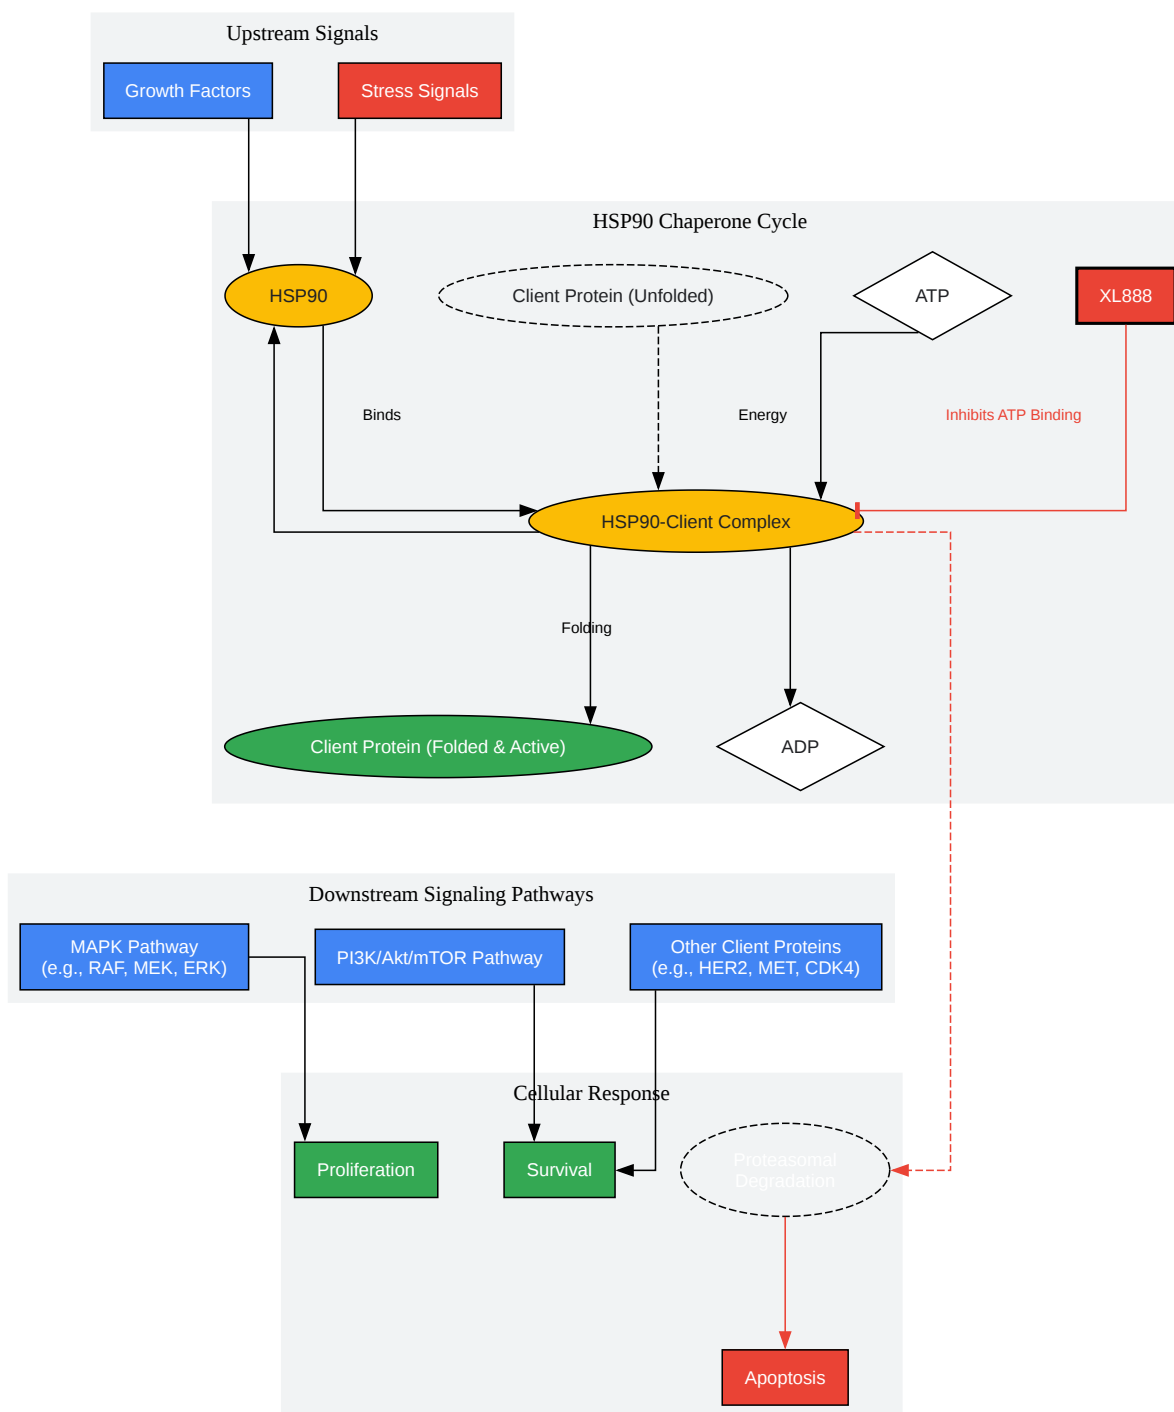 Upstream Signals
Growth Factors
Stress Signals
HSP90 Chaperone Cycle
HSP90
Client Protein (Unfolded)
ATP
XL888
Binds
Energy
Inhibits ATP Binding
HSP90-Client Complex
Folding
Client Protein (Folded & Active)
ADP
Downstream Signaling Pathways
MAPK Pathway
(e.g., RAF, MEK, ERK)
PI3K/Akt/mTOR Pathway
Other Client Proteins
(e.g., HER2, MET, CDK4)
Cellular Response
Proliferation
Survival
Proteasomal
Degradation
Apoptosis